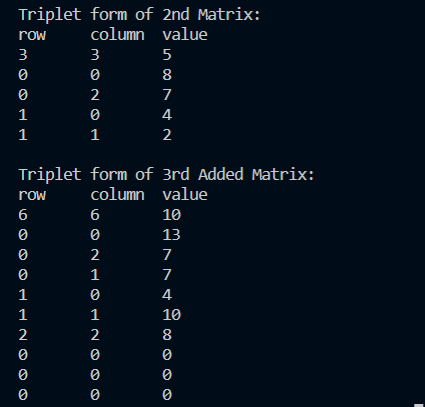 Triplet form of 2nd Matrix:
row column value
3 3 5
0 0 8
0 2 7
1 0 4
1 1 2
Triplet form of 3rd Added Matrix:
row column value
6 6 10
0 0 13
0 2 7
0 1 7
1 0 4
1 1 10
2 2 8
0 0 0
0 0 0
0 0 0